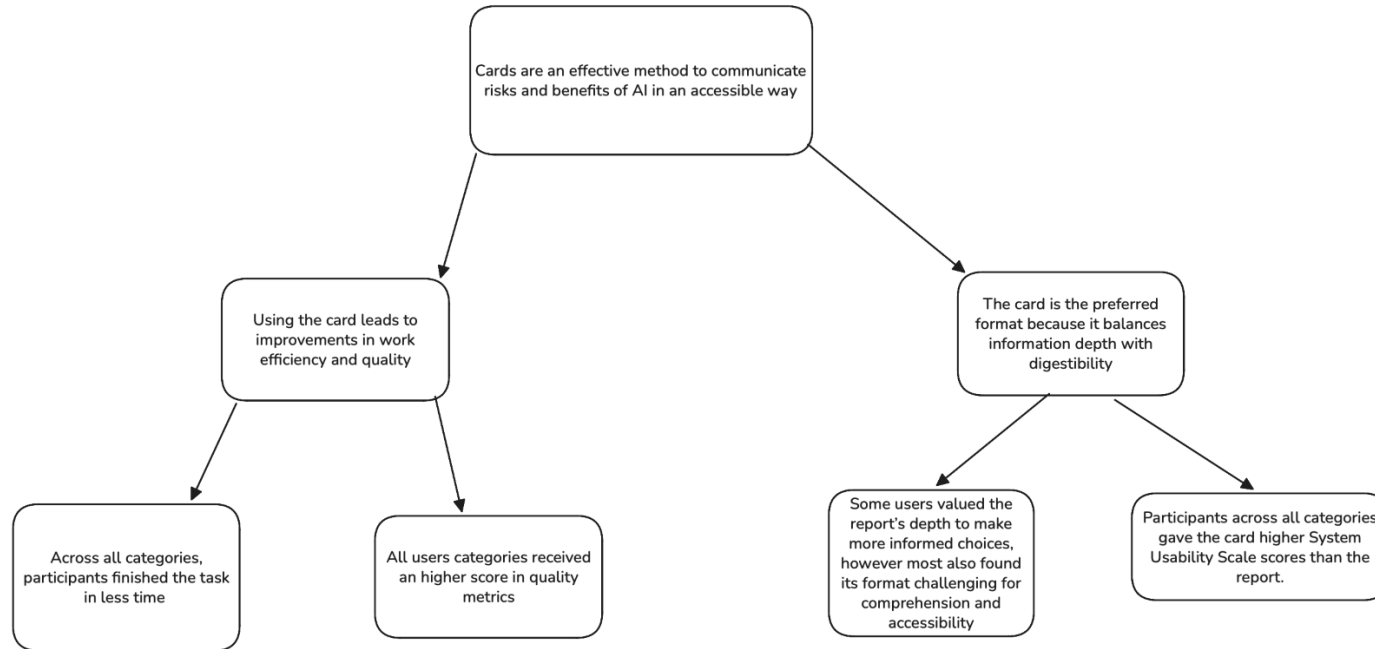 Cards are an effective method to communicate
risks and benefits of AI in an accessible way
Using the card leads to
improvements in work
efficiency and quality
The card is the preferred
format because it balances
information depth with
digestibility
Across all categories,
participants finished the task
in less time
All users categories received
an higher score in quality
metrics
Some users valued the
report's depth to make
more informed choices,
however most also found
its format challenging for
comprehension and
accessibility
Participants across all categories
gave the card higher System
Usability Scale scores than the
report.